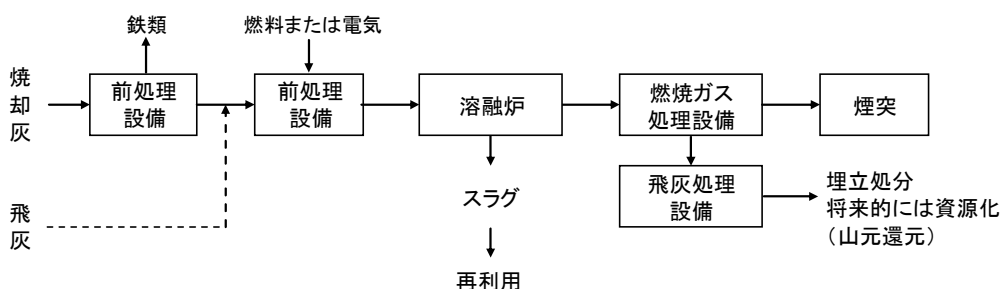 鉄類
燃料または電気
焼却灰
前処理
設備
前処理
設備
溶融炉
燃焼ガス
処理設備
煙突
飛灰
スラグ
飛灰処理
設備
埋立処分
将来的には資源化
（山元還元）
再利用